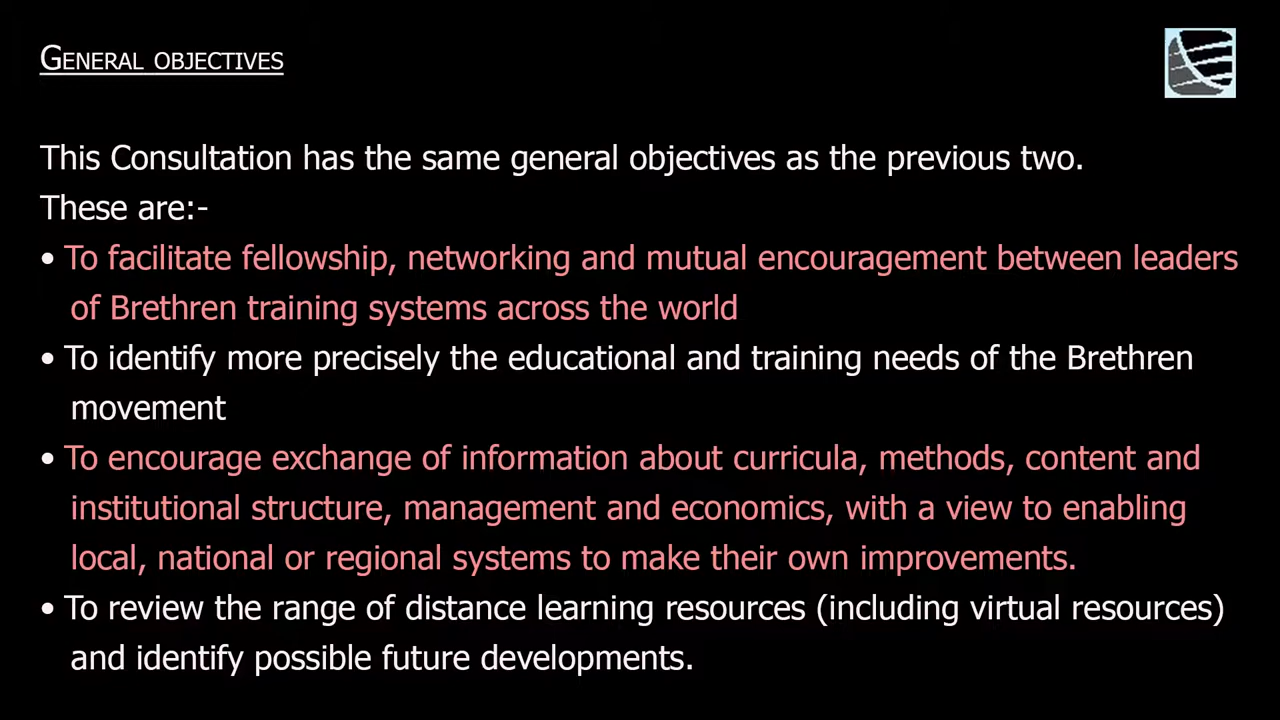 GENERAL OBJECTIVES
This Consultation has the same general objectives as the previous two.
These are:-
• To facilitate fellowship, networking and mutual encouragement between leaders
of Brethren training systems across the world
• To identify more precisely the educational and training needs of the Brethren
movement
• To encourage exchange of information about curricula, methods, content and
institutional structure, management and economics, with a view to enabling
local, national or regional systems to make their own improvements.
• To review the range of distance learning resources (including virtual resources)
and identify possible future developments.